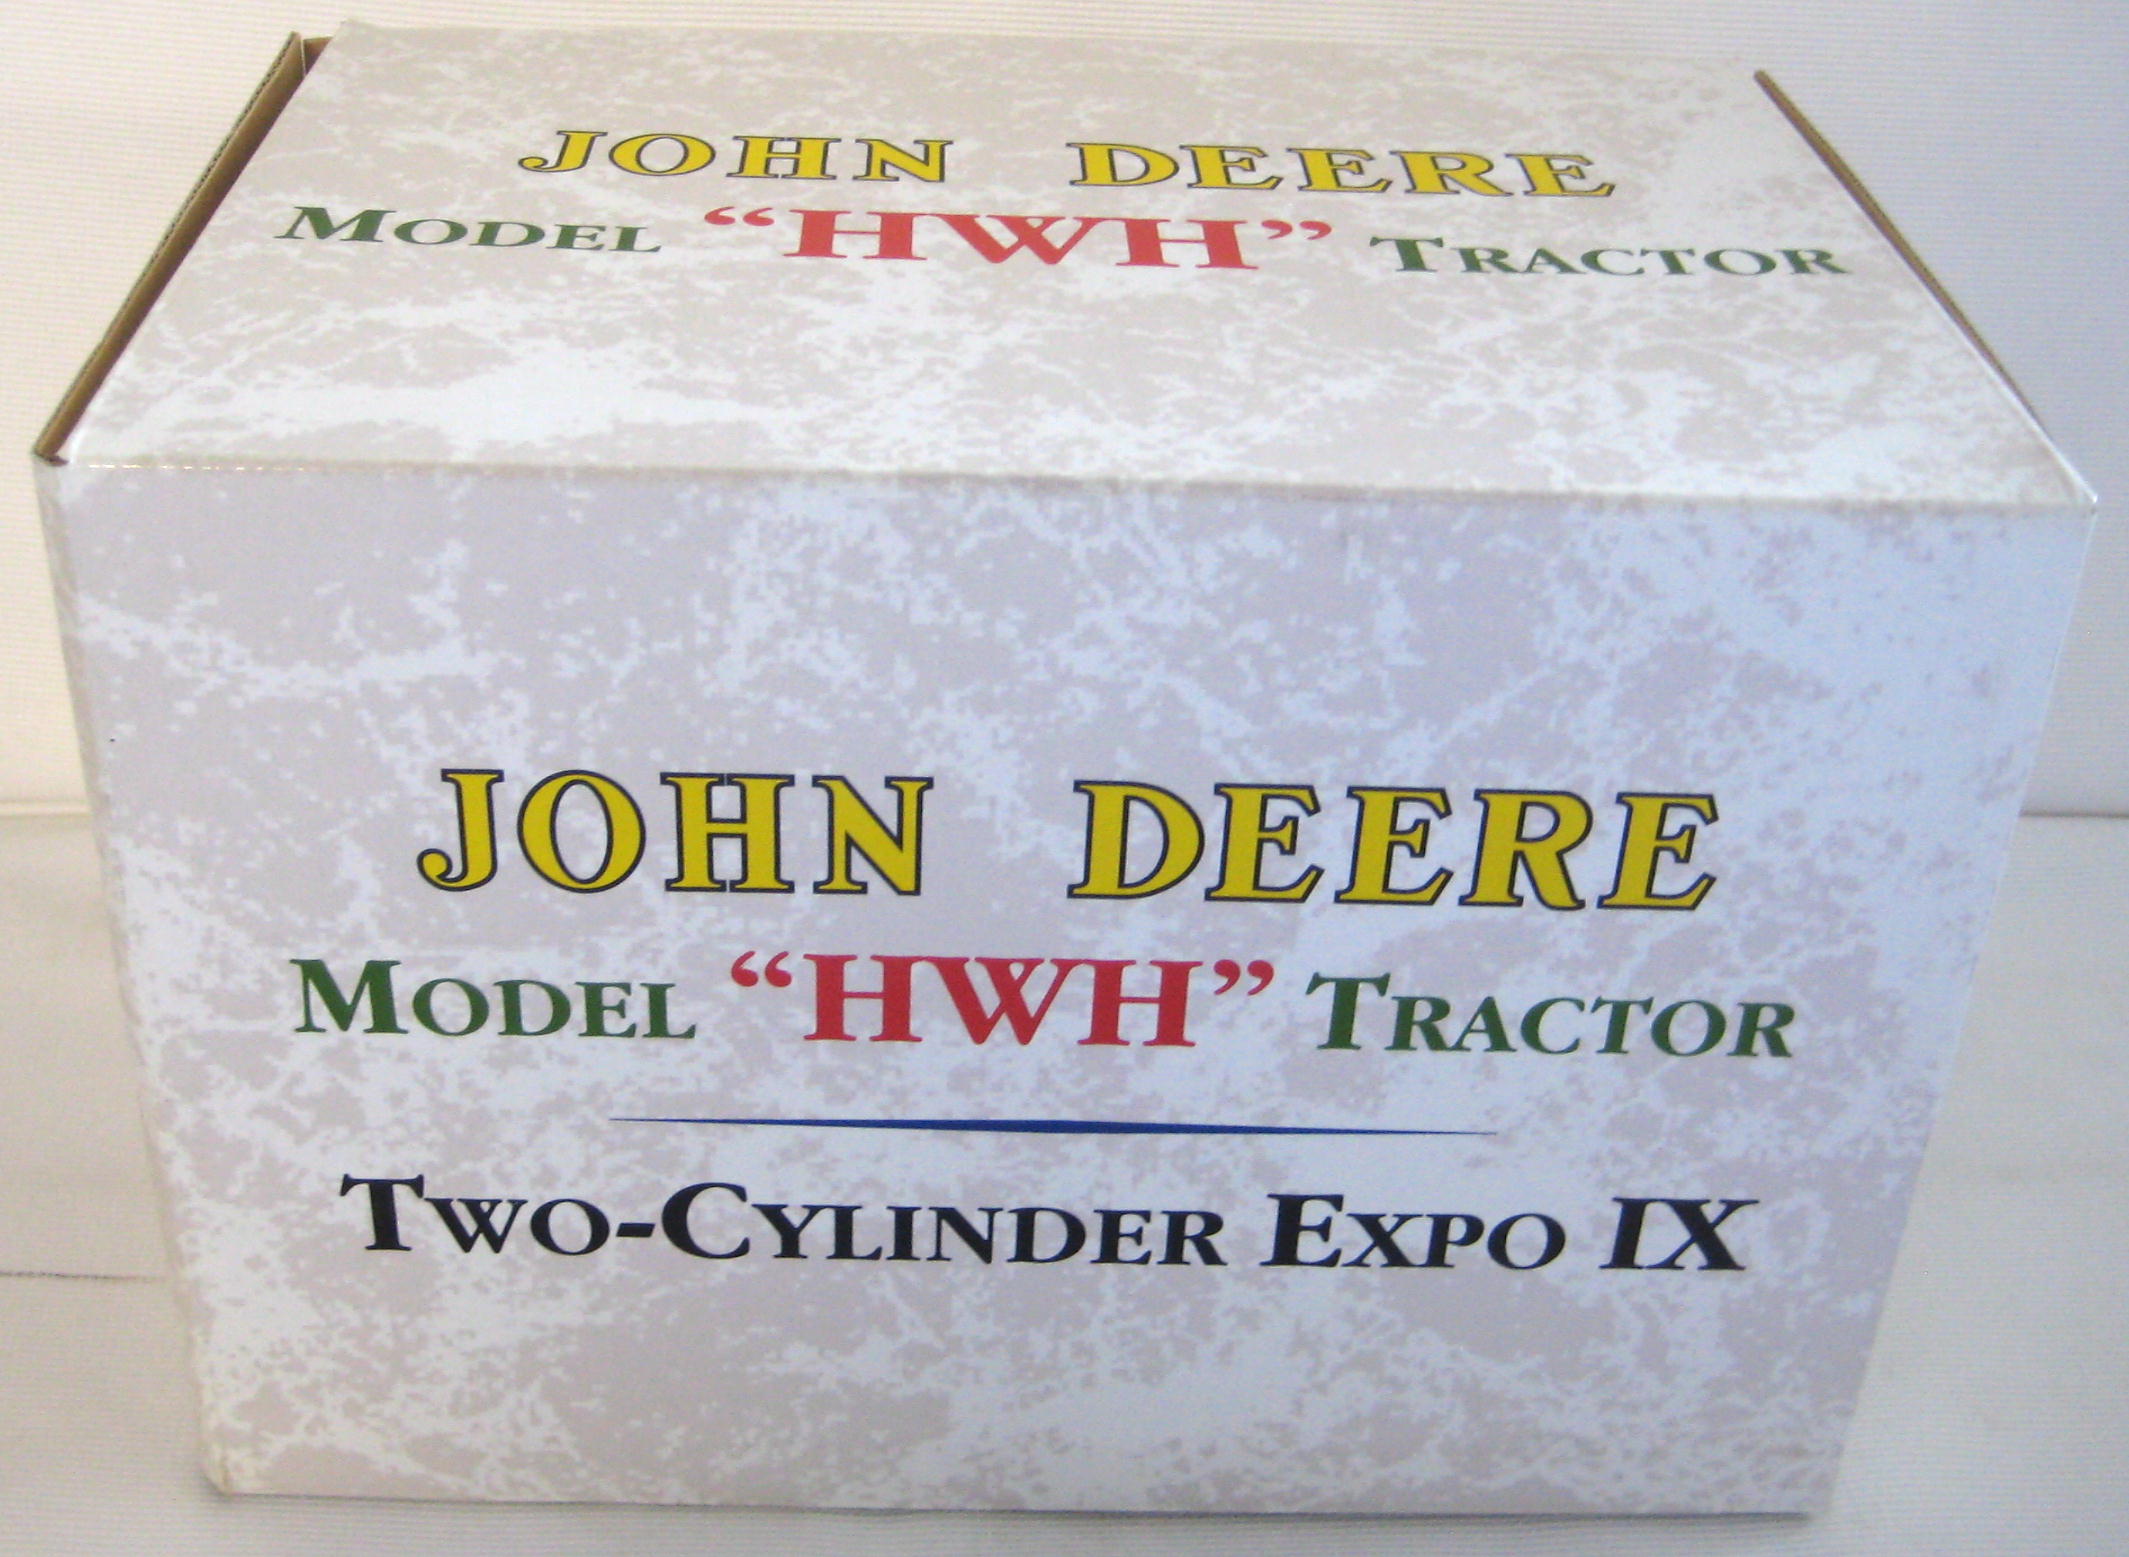 JOHN DEERE
MODEL “HWH” TRACTOR
JOHN DEERE
MODEL “HWH” TRACTOR
TWO-CYLINDER EXPO IX